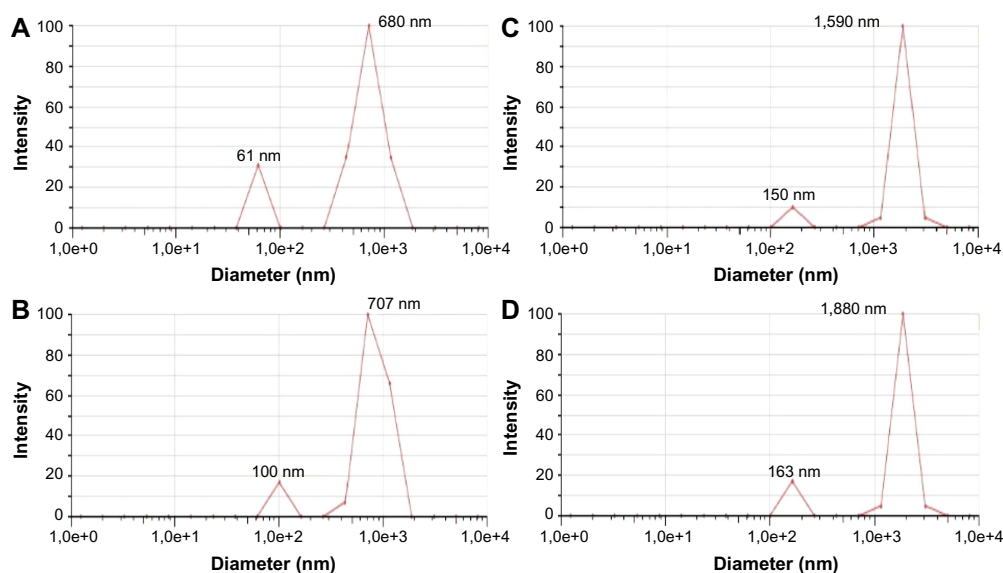 A
Intensity
100
80
60
40
20
0
680 nm
61 nm
1,0e+0 1,0e+1 1,0e+2 1,0e+3 1,0e+4
Diameter (nm)
B
Intensity
100
80
60
40
20
0
707 nm
100 nm
1,0e+0 1,0e+1 1,0e+2 1,0e+3 1,0e+4
Diameter (nm)
C
Intensity
100
80
60
40
20
0
1,590 nm
150 nm
1,0e+0 1,0e+1 1,0e+2 1,0e+3 1,0e+4
Diameter (nm)
D
Intensity
100
80
60
40
20
0
1,880 nm
163 nm
1,0e+0 1,0e+1 1,0e+2 1,0e+3 1,0e+4
Diameter (nm)